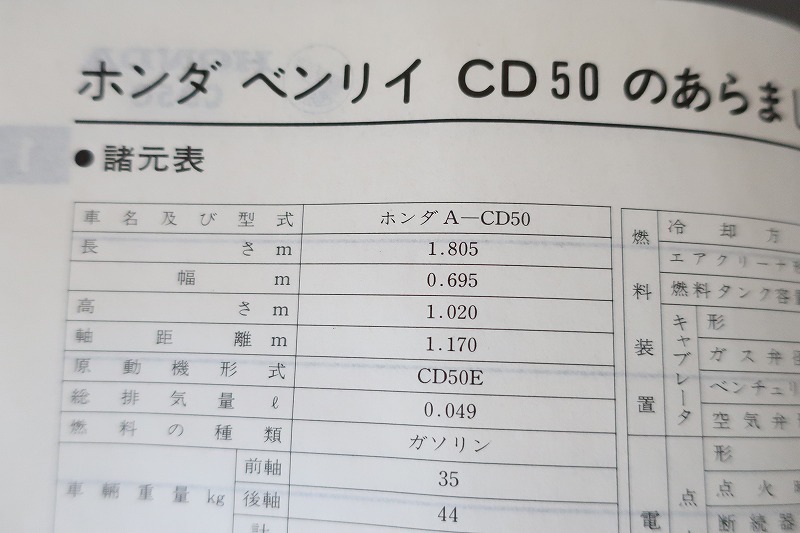 ホンダ ベンリイ CD50 のあらまし
● 諸元表
車名及び型式 ホンダA—CD50
長さ m 1.805
幅 m 0.695
高さ m 1.020
軸距離 m 1.170
原動機形式 CD50E
総排気量 ℓ 0.049
燃料の種類 ガソリン
車輌重量 kg
前軸 35
後軸 44
計
燃料装置
冷却方
エアクリーナ
燃料タンク容量
キャブレータ
形
ガス弁
ベンチュリ
空気弁
電
点
形
点火
断続器
1